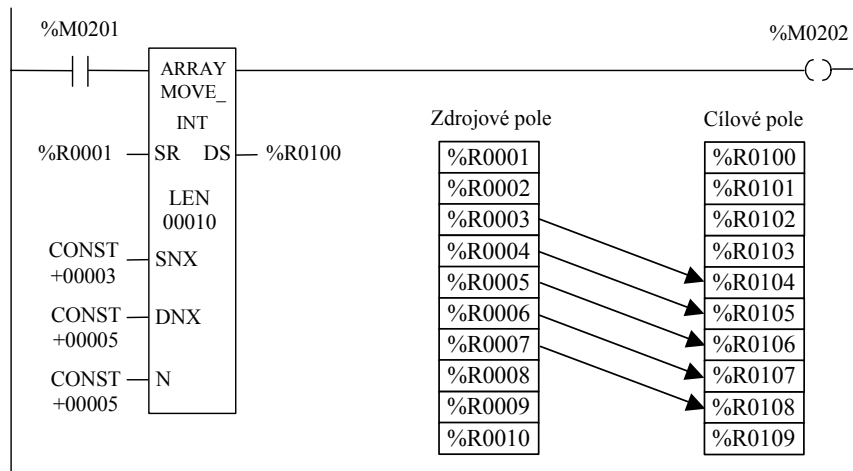 %M0201
%M0202
ARRAY
MOVE_
INT
%R0001 SR DS %R0100
LEN
00010
CONST
+00003
SNX
CONST
+00005
DNX
CONST
+00005
N
Zdrojové pole
%R0001
%R0002
%R0003
%R0004
%R0005
%R0006
%R0007
%R0008
%R0009
%R0010
Cílové pole
%R0100
%R0101
%R0102
%R0103
%R0104
%R0105
%R0106
%R0107
%R0108
%R0109